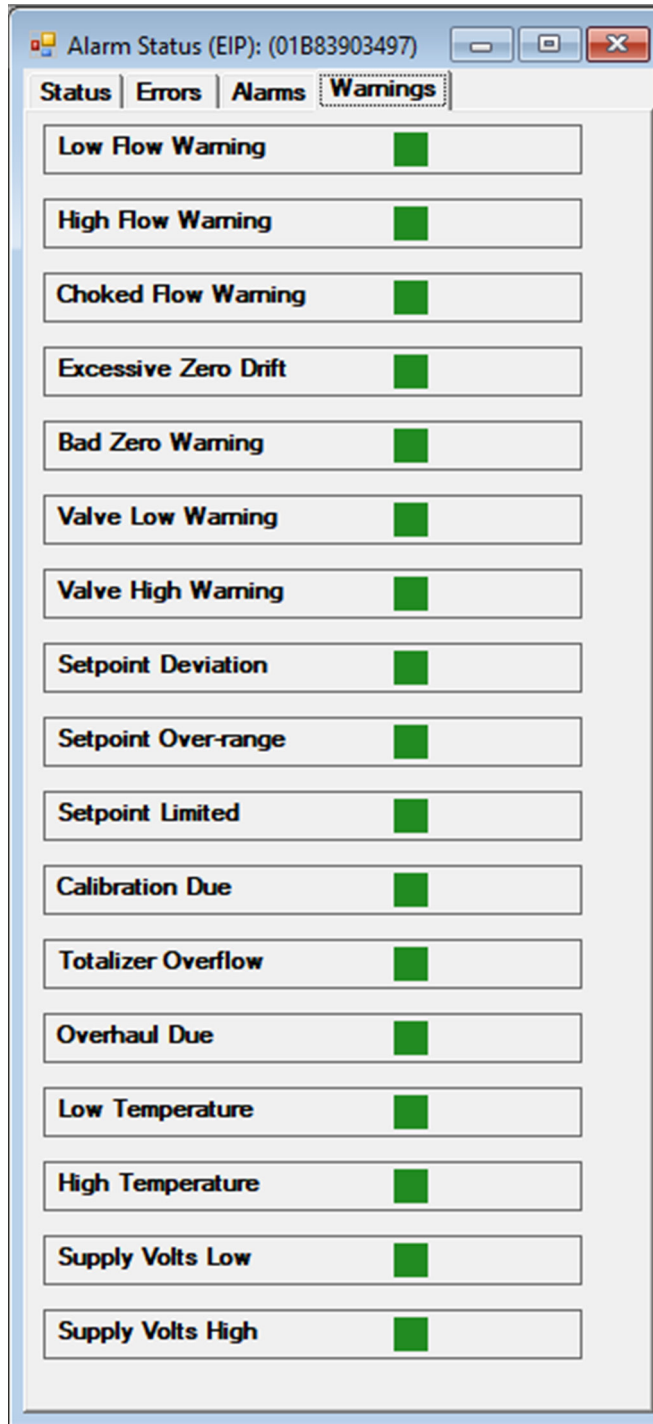 Alarm Status (EIP): (01B83903497)
Status Errors Alarms Warnings
Low Flow Warning
High Flow Warning
Choked Flow Warning
Excessive Zero Drift
Bad Zero Warning
Valve Low Warning
Valve High Warning
Setpoint Deviation
Setpoint Over-range
Setpoint Limited
Calibration Due
Totalizer Overflow
Overhaul Due
Low Temperature
High Temperature
Supply Volts Low
Supply Volts High